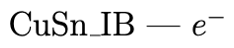 CuSn_IB — e⁻